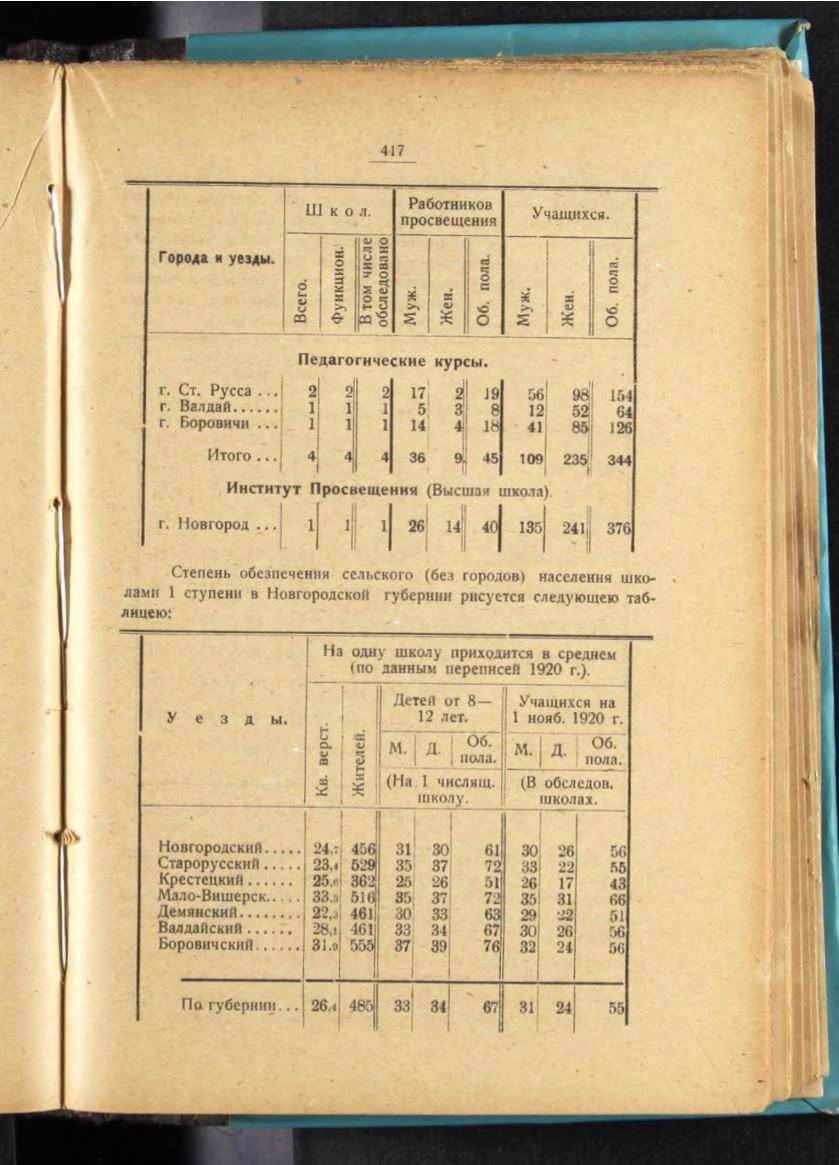 417
Города и уезды.
Ш к о л.
Работников просвещения
Учащихся.
Всего.
Функцион.
В том числе обследовано
Муж.
Жен.
Об. пола.
Муж.
Жен.
Об. пола.
Педагогические курсы.
г. Ст. Русса ... 2 2 2 17 2 19 56 98 154
г. Валдай...... 1 1 1 5 3 8 12 52 64
г. Боровичи ... 1 1 1 14 4 18 41 85 126
Итого ... 4 4 4 36 9 45 109 235 344
Институт Просвещения (Высшая школа).
г. Новгород ... 1 1 1 26 14 40 135 241 376
Степень обезпечения сельского (без городов) населения шко-
лами 1 ступени в Новгородской губернии рисуется следующею таб-
лицею:
У е з д ы.
На одну школу приходится в среднем
(по данным переписей 1920 г.).
Кв. верст.
Жителей.
Детей от 8—
12 лет.
Учащихся на
1 нояб. 1920 г.
М. Д. Об. пола. М. Д. Об. пола.
(На 1 числящ.
школу.
(В обследов.
школах.
Новгородский..... 24,7 456 31 30 61 30 26 56
Старорусский..... 23,4 529 35 37 72 33 22 55
Крестецкий...... 25,6 362 25 26 51 26 17 43
Мало-Вишерск..... 33,3 516 35 37 72 35 31 66
Демянский........ 22,3 461 30 33 63 29 22 51
Валдайский...... 28,1 461 33 34 67 30 26 56
Боровичский...... 31,9 555 37 39 76 32 24 56
По губернии... 26,4 485 33 34 67 31 24 55